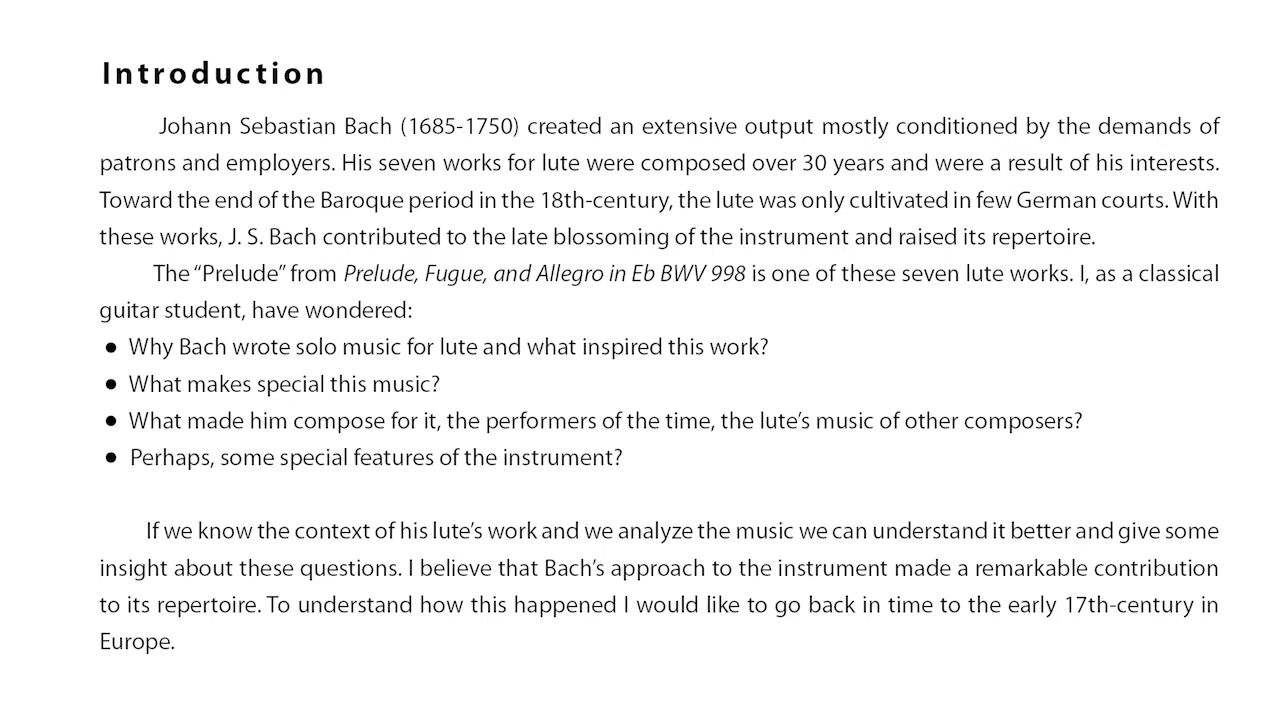 Introduction
Johann Sebastian Bach (1685-1750) created an extensive output mostly conditioned by the demands of
patrons and employers. His seven works for lute were composed over 30 years and were a result of his interests.
Toward the end of the Baroque period in the 18th-century, the lute was only cultivated in few German courts. With
these works, J. S. Bach contributed to the late blossoming of the instrument and raised its repertoire.
The “Prelude” from Prelude, Fugue, and Allegro in Eb BWV 998 is one of these seven lute works. I, as a classical
guitar student, have wondered:
● Why Bach wrote solo music for lute and what inspired this work?
● What makes special this music?
● What made him compose for it, the performers of the time, the lute’s music of other composers?
● Perhaps, some special features of the instrument?
If we know the context of his lute’s work and we analyze the music we can understand it better and give some
insight about these questions. I believe that Bach’s approach to the instrument made a remarkable contribution
to its repertoire. To understand how this happened I would like to go back in time to the early 17th-century in
Europe.